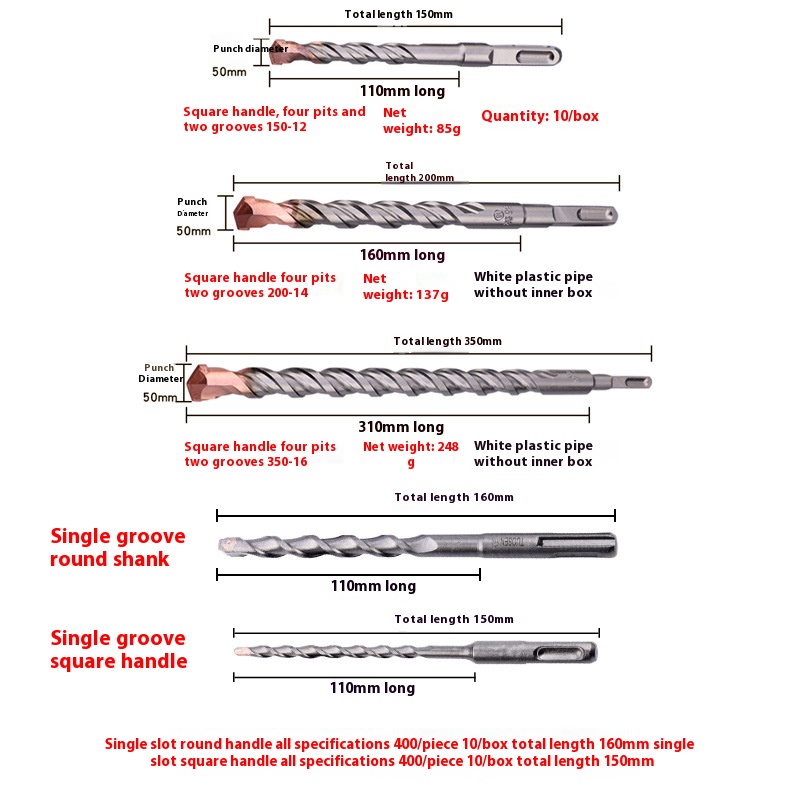 Total length 150mm
Punch diameter
50mm
110mm long
Square handle, four pits and
two grooves 150-12
Net
weight: 85g
Quantity: 10/box
Total
length 200mm
Punch
Diameter
50mm
160mm long
Square handle four pits
two grooves 200-14
Net
weight: 137g
White plastic pipe
without inner box
Total length 350mm
Punch
Diameter
50mm
310mm long
Square handle four pits
two grooves 350-16
Net weight: 248
g
White plastic pipe
without inner box
Total length 160mm
Single groove
round shank
110mm long
Total length 150mm
Single groove
square handle
110mm long
Single slot round handle all specifications 400/piece 10/box total length 160mm single
slot square handle all specifications 400/piece 10/box total length 150mm